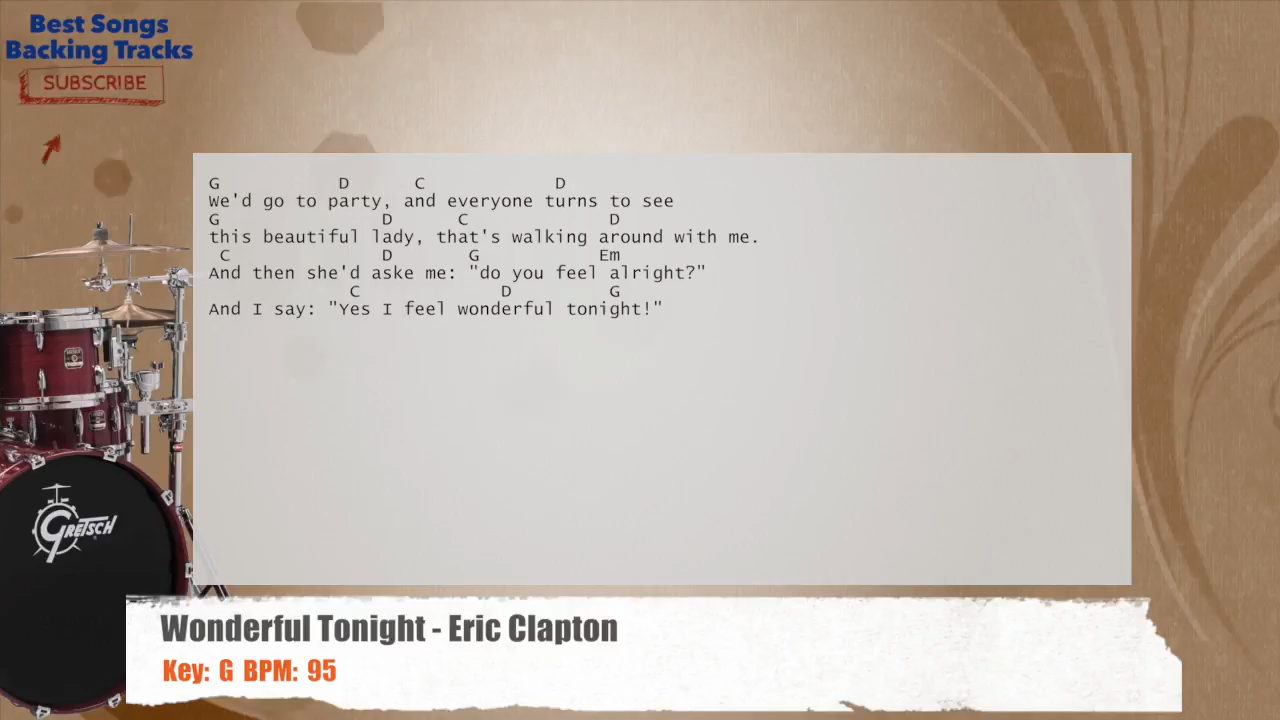 Best Songs
Backing Tracks
SUBSCRIBE
G D C D
We'd go to party, and everyone turns to see
G D C D
this beautiful lady, that's walking around with me.
C D G Em
And then she'd aske me: "do you feel alright?"
C D G
And I say: "Yes I feel wonderful tonight!"
GRETSCH
Wonderful Tonight - Eric Clapton
Key: G BPM: 95